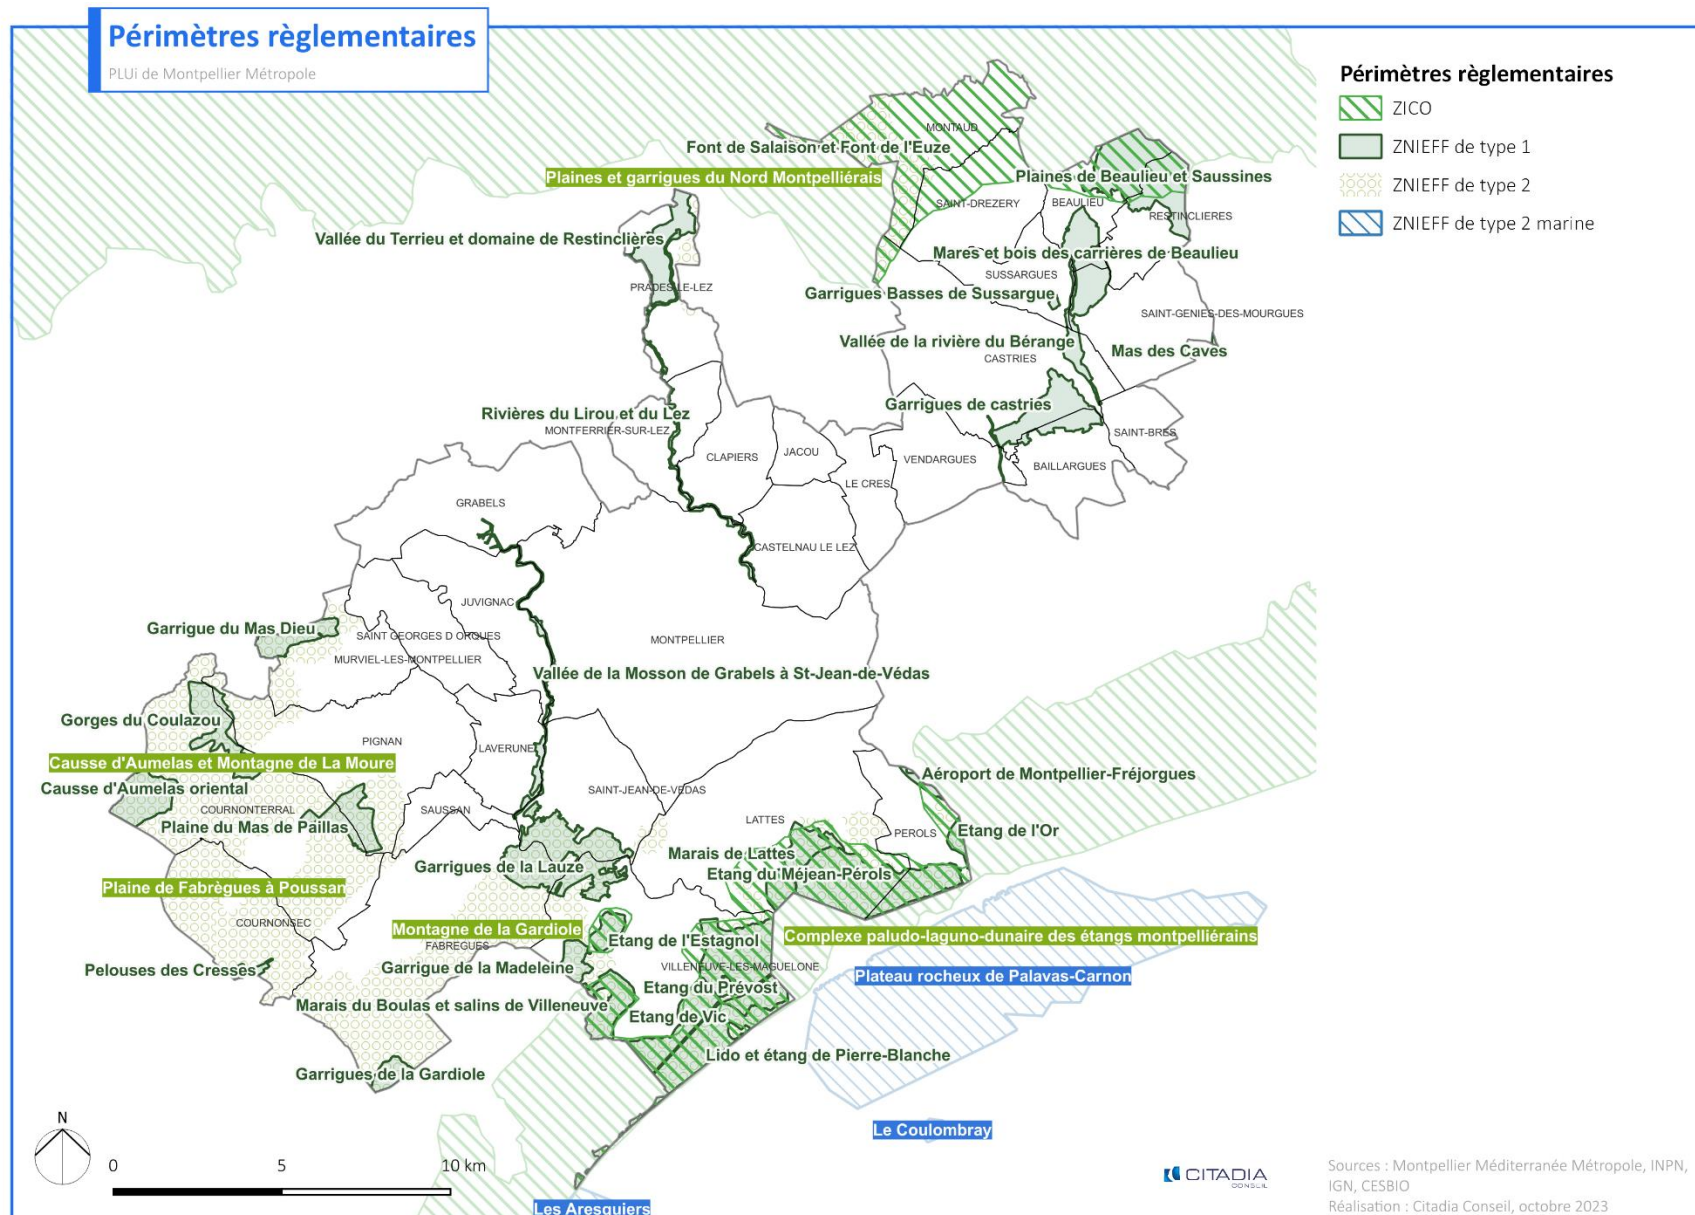 Périmètres règlementaires
PLUi de Montpellier Métropole
Périmètres règlementaires
ZICO
ZNIEFF de type 1
ZNIEFF de type 2
ZNIEFF de type 2 marine
MONTAUD
Font de Salaison et Font de l'Euze
Plaines et garrigues du Nord Montpelliérais
Plaines de Beaulieu et Saussines
SAINT-DREZERY
BEAULIEU
RESTINCLIERES
Vallée du Terrieu et domaine de Restinclières
Mares et bois des carrières de Beaulieu
SUSSARGUES
PRADES-LE-LEZ
Garrigues Basses de Sussargue
SAINT-GENIES-DES-MOURGUES
Vallée de la rivière du Bérange
Mas des Caves
CASTRIES
Garrigues de castries
Rivières du Lirou et du Lez
MONTFERRIER-SUR-LEZ
SAINT-BRES
CLAPIERS
JACOU
VENDARGUES
BAILLARGUES
LE CRES
GRABELS
CASTELNAU LE LEZ
JUVIGNAC
Garrigue du Mas Dieu
SAINT GEORGES D ORQUES
MONTPELLIER
MURVIEL-LES-MONTPELLIER
Vallée de la Mosson de Grabels à St-Jean-de-Védas
Gorges du Coulazou
PIGNAN
LAVERUNE
Causse d'Aumelas et Montagne de La Moure
Aéroport de Montpellier-Fréjorgues
Causse d'Aumelas oriental
SAINT-JEAN-DE-VEDAS
COURNONTERRAL
SAUSSAN
LATTES
Plaine du Mas de Paillas
PEROLS
Etang de l'Or
Marais de Lattes
Garrigues de la Lauze
Etang du Méjean-Pérols
Plaine de Fabrègues à Poussan
COURNONSEC
Montagne de la Gardiole
Etang de l'Estagnol
Complexe paludo-laguno-dunaire des étangs montpelliérains
FABREGUES
Pelouses des Cresses
Garrigue de la Madeleine
VILLENEUVE-LES-MAGUELONE
Plateau rocheux de Palavas-Carnon
Etang du Prévost
Marais du Boulas et salins de Villeneuve
Etang de Vic
Lido et étang de Pierre-Blanche
Garrigues de la Gardiole
Le Coulombray
Les Aresquiers
N
0 5 10 km
CITADIA
CONSEIL
Sources : Montpellier Méditerranée Métropole, INPN,
IGN, CESBIO
Réalisation : Citadia Conseil, octobre 2023